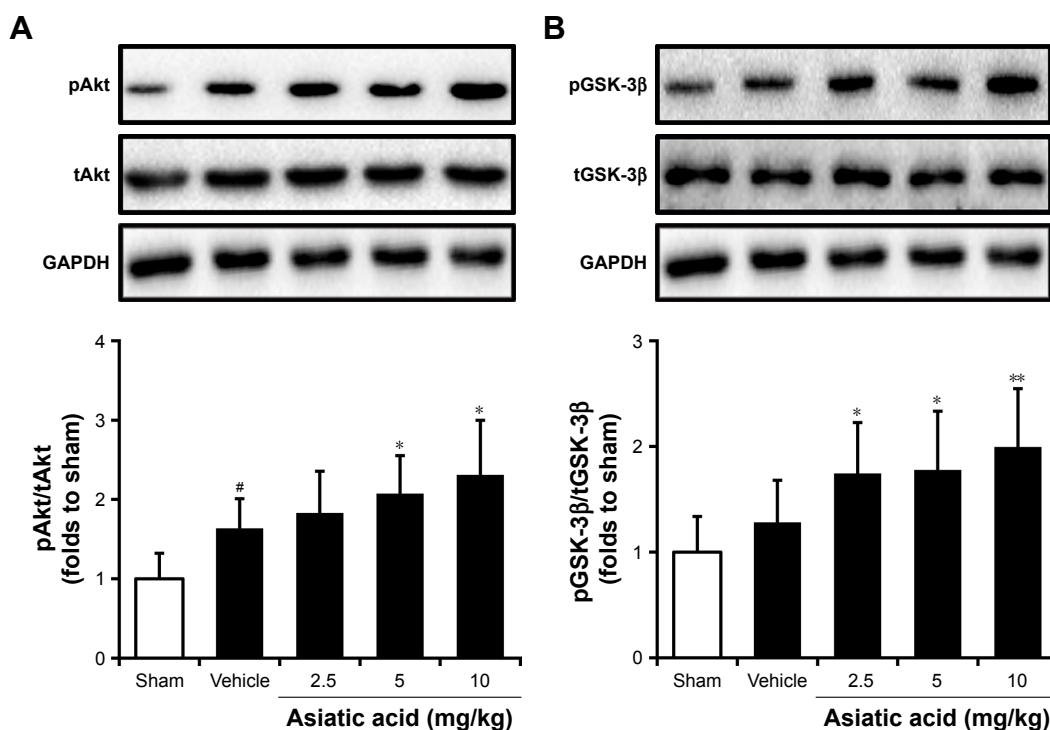 A
pAkt
tAkt
GAPDH
4
3
2
1
0
pAkt/tAkt
(folds to sham)
#
*
*
Sham
Vehicle
2.5
5
10
Asiatic acid (mg/kg)
B
pGSK-3β
tGSK-3β
GAPDH
3
2
1
0
pGSK-3β/tGSK-3β
(folds to sham)
*
*
**
Sham
Vehicle
2.5
5
10
Asiatic acid (mg/kg)